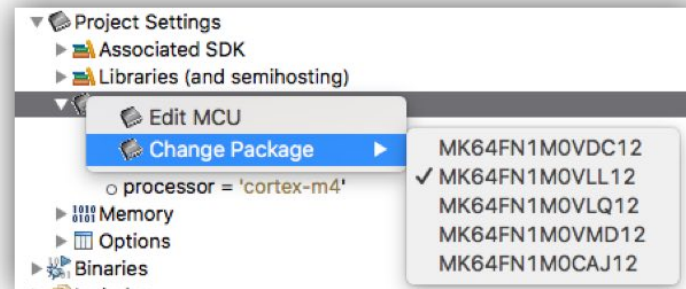 Project Settings
Associated SDK
Libraries (and semihosting)
Edit MCU
Change Package
MK64FN1M0VDC12
✓ MK64FN1M0VLL12
MK64FN1M0VLQ12
MK64FN1M0VMD12
MK64FN1M0CAJ12
processor = 'cortex-m4'
Memory
Options
Binaries